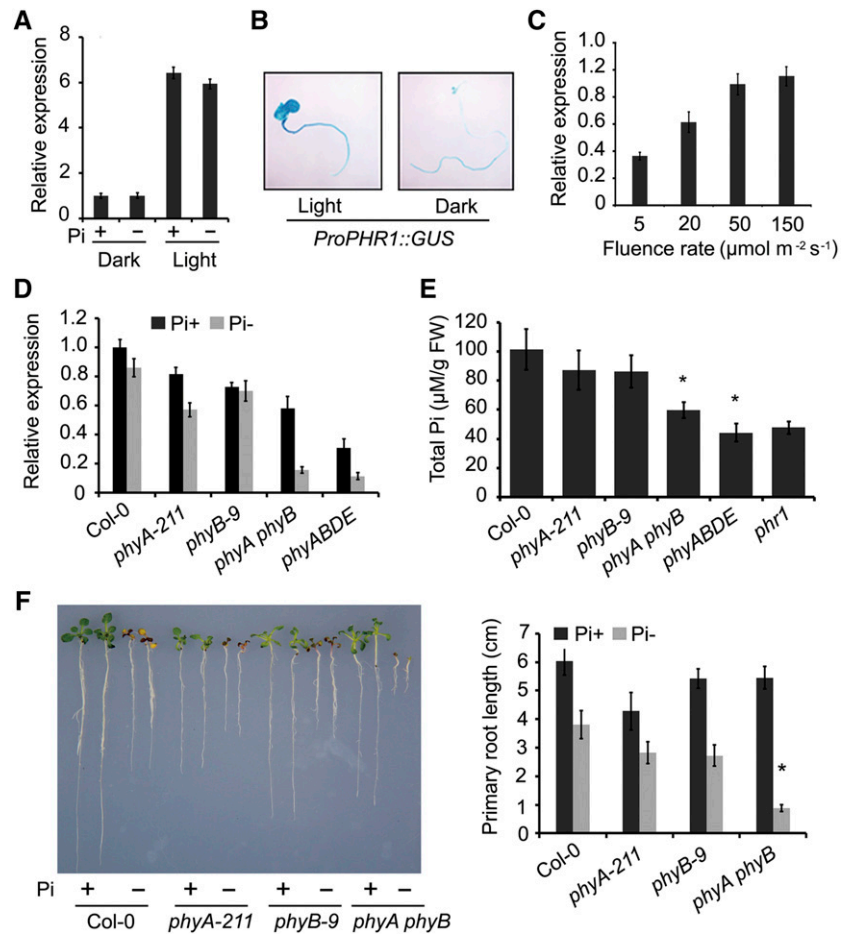 A
Relative expression
8
6
4
2
0
Pi + − + −
Dark Light
B
Light Dark
ProPHR1::GUS
C
Relative expression
1.2
1.0
0.8
0.6
0.4
0.2
0
5 20 50 150
Fluence rate (µmol m⁻² s⁻¹)
D
Relative expression
1.2
1.0
0.8
0.6
0.4
0.2
0
Pi+ Pi-
Col-0 phyA-211 phyB-9 phyA phyB phyABDE
E
Total Pi (µM/g FW)
120
100
80
60
40
20
0
* *
Col-0 phyA-211 phyB-9 phyA phyB phyABDE phr1
F
Pi + − + − + − + −
Col-0 phyA-211 phyB-9 phyA phyB
Primary root length (cm)
7
6
5
4
3
2
1
0
Pi+ Pi-
*
Col-0 phyA-211 phyB-9 phyA phyB